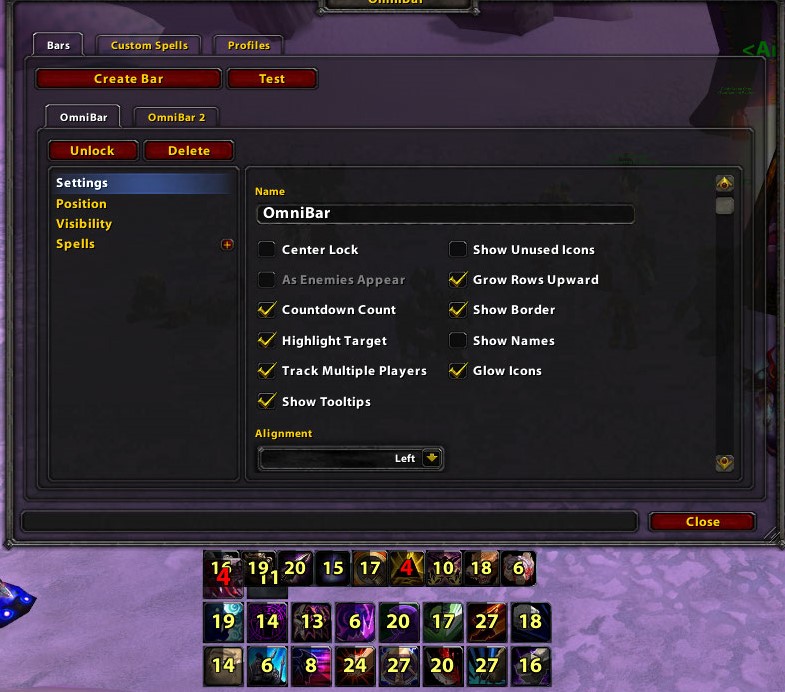 OmniBar
Bars Custom Spells Profiles
<A
Create Bar Test
OmniBar OmniBar 2
Unlock Delete
Settings
Position
Visibility
Spells
Name
OmniBar
Center Lock Show Unused Icons
As Enemies Appear Grow Rows Upward
Countdown Count Show Border
Highlight Target Show Names
Track Multiple Players Glow Icons
Show Tooltips
Alignment
Left
Close
16 19 20 15 17 4 10 18 6
4 11
19 14 13 6 20 17 27 18
14 6 8 24 27 20 27 16